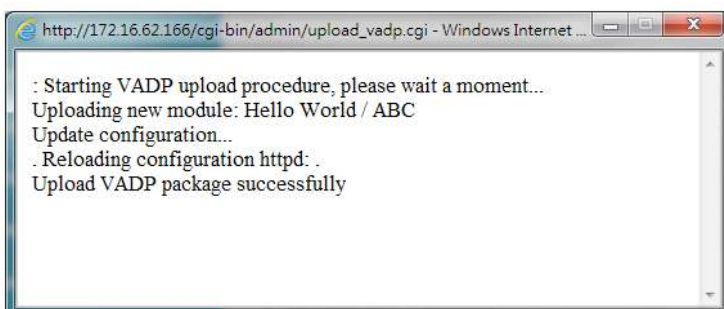 http://172.16.62.166/cgi-bin/admin/upload_vadp.cgi - Windows Internet ...
: Starting VADP upload procedure, please wait a moment...
Uploading new module: Hello World / ABC
Update configuration...
. Reloading configuration httpd: .
Upload VADP package successfully